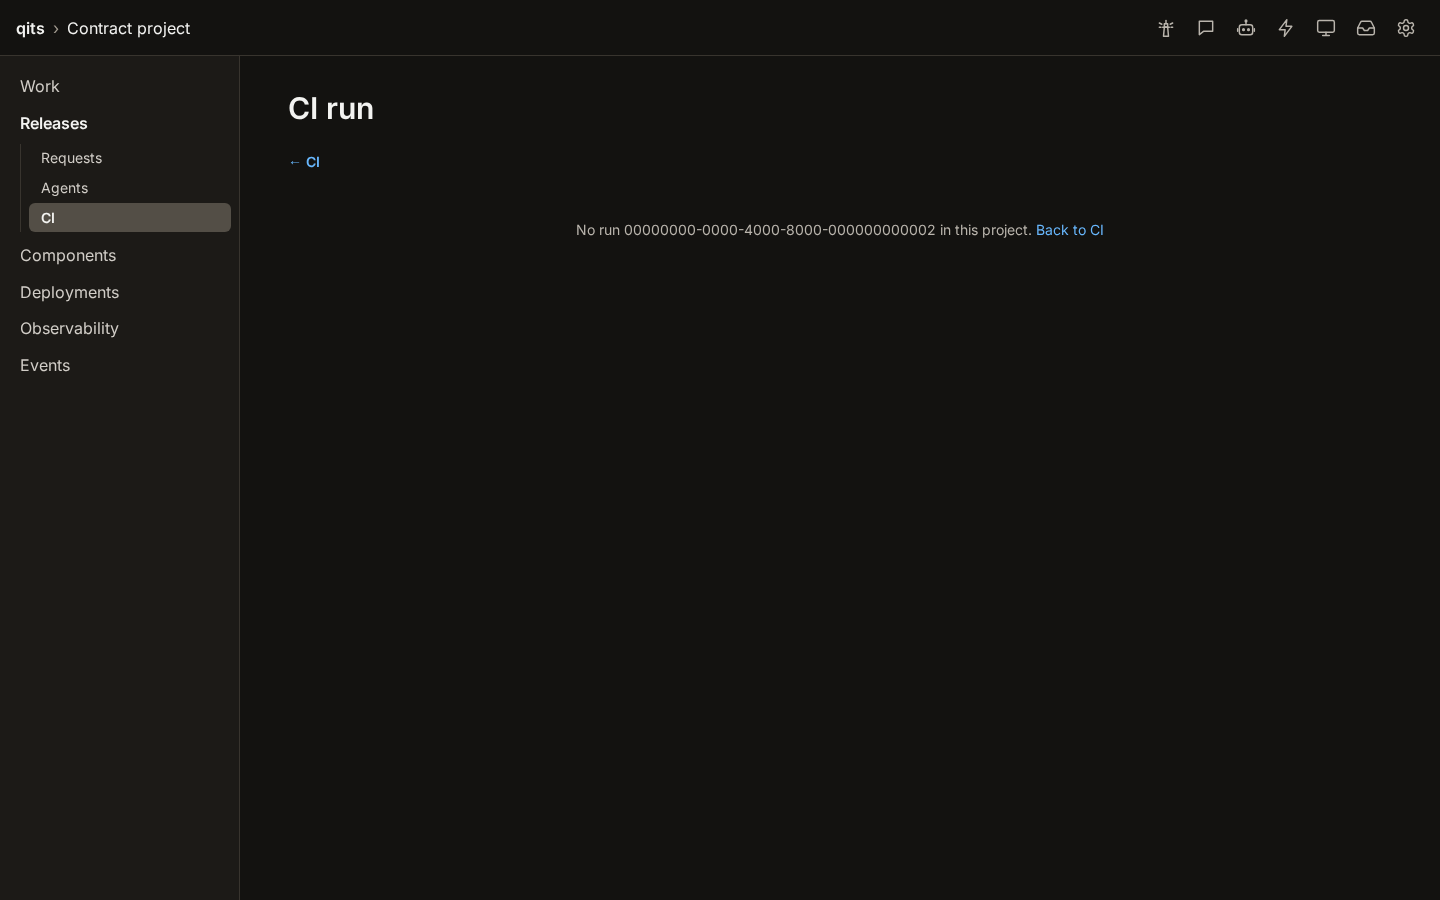 qits › Contract project
Work
Releases
Requests
Agents
CI
Components
Deployments
Observability
Events
CI run
← CI
No run 00000000-0000-4000-8000-000000000002 in this project. Back to CI